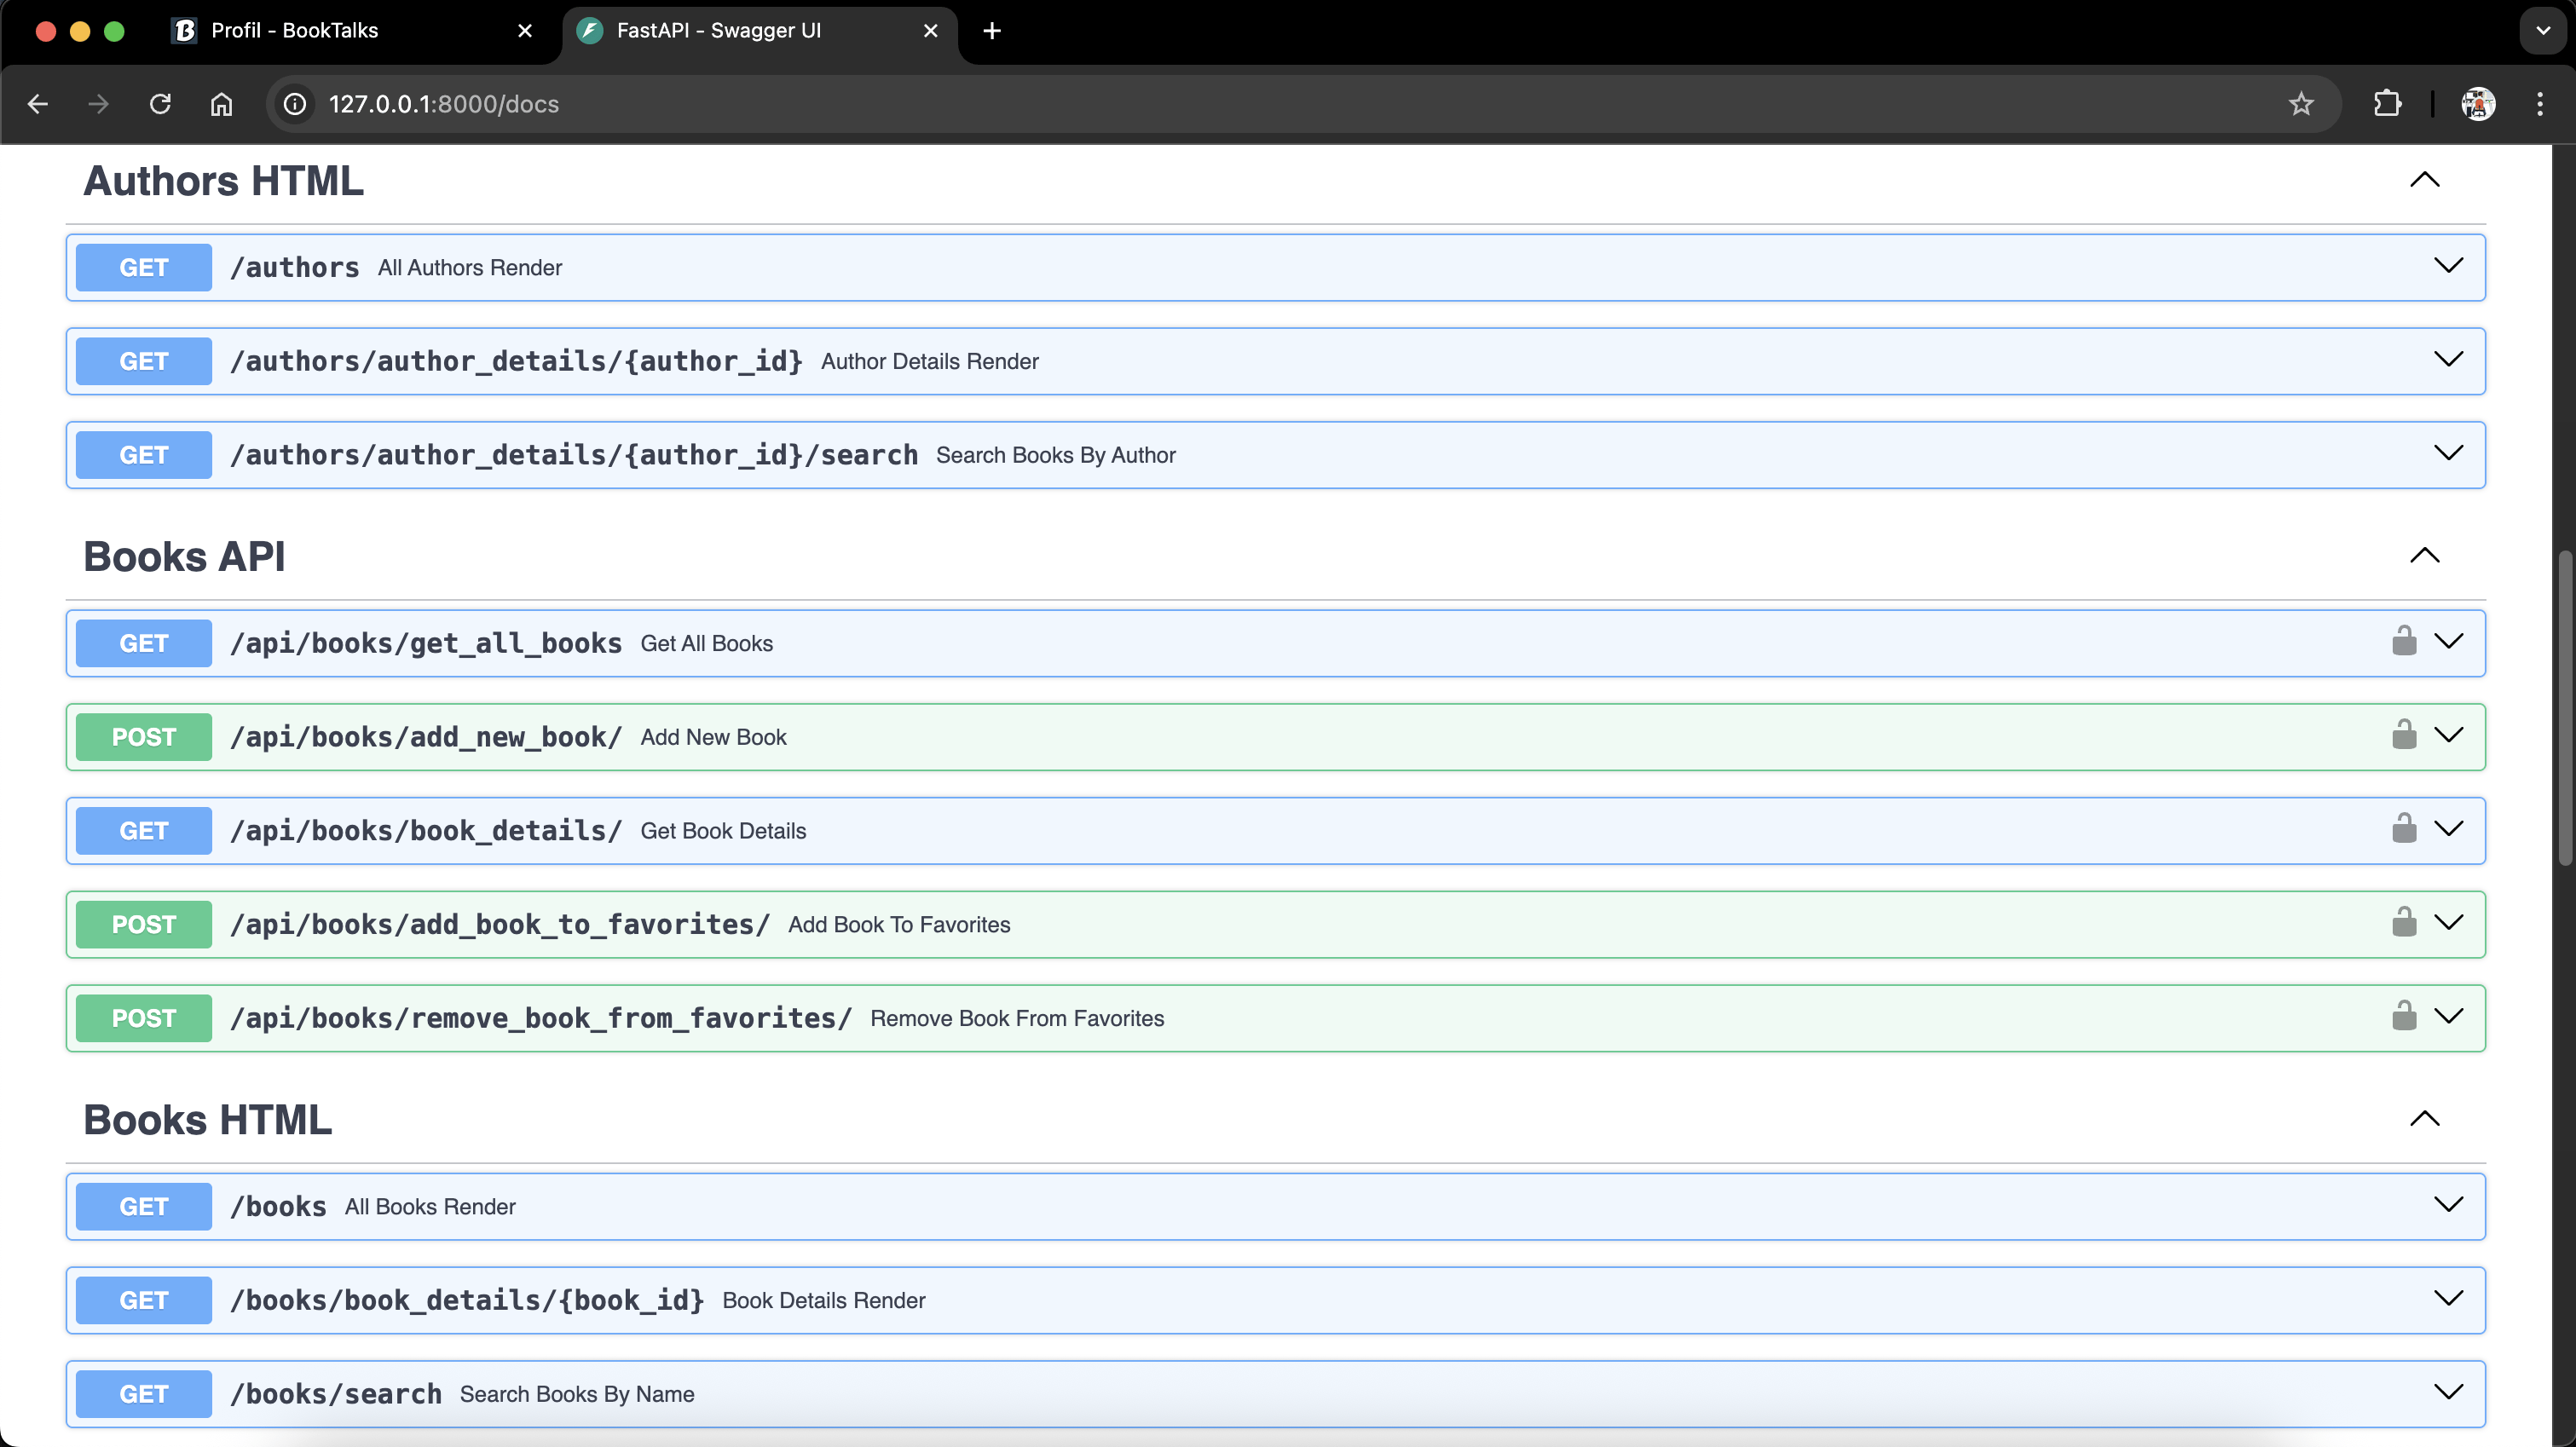 Profil - BookTalks
FastAPI - Swagger UI
127.0.0.1:8000/docs
Authors HTML
GET /authors All Authors Render
GET /authors/author_details/{author_id} Author Details Render
GET /authors/author_details/{author_id}/search Search Books By Author
Books API
GET /api/books/get_all_books Get All Books
POST /api/books/add_new_book/ Add New Book
GET /api/books/book_details/ Get Book Details
POST /api/books/add_book_to_favorites/ Add Book To Favorites
POST /api/books/remove_book_from_favorites/ Remove Book From Favorites
Books HTML
GET /books All Books Render
GET /books/book_details/{book_id} Book Details Render
GET /books/search Search Books By Name